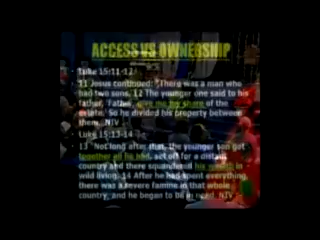 ACCESS VS OWNERSHIP
• Luke 15:11-12
• 11 Jesus continued: "There was a man who
had two sons. 12 The younger one said to his
father, 'Father, give me my share of the
estate.' So he divided his property between
them. NIV
• Luke 15:13-14
• 13 "Not long after that, the younger son got
together all he had, set off for a distant
country and there squandered his wealth in
wild living. 14 After he had spent everything,
there was a severe famine in that whole
country, and he began to be in need. NIV